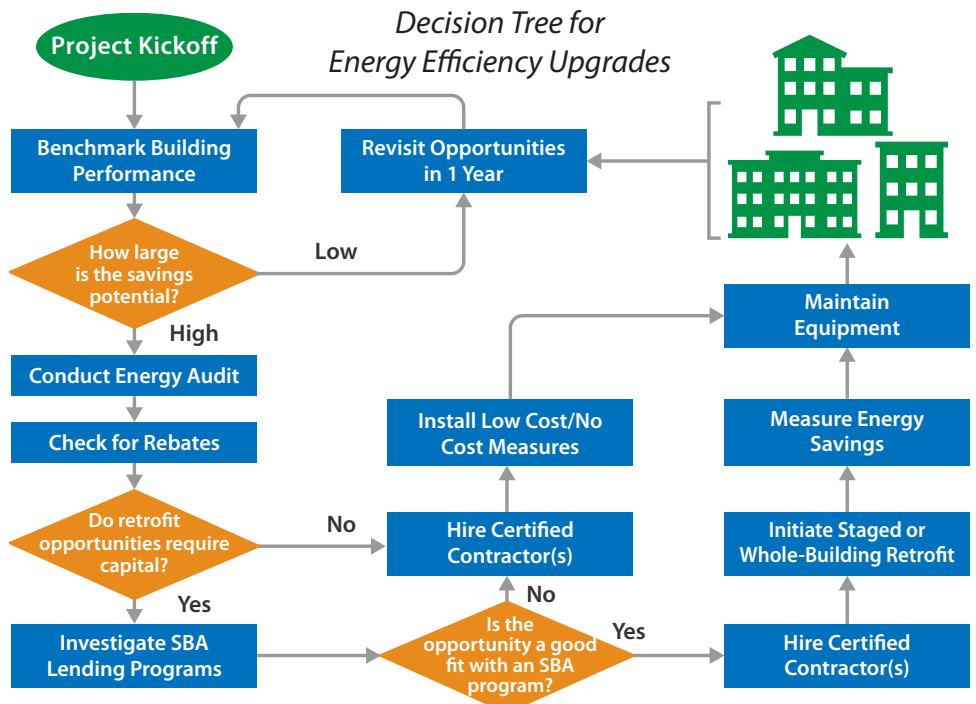 Decision Tree for
Energy Efficiency Upgrades
Project Kickoff
Benchmark Building
Performance
Revisit Opportunities
in 1 Year
How large
is the savings
potential?
Low
High
Maintain
Equipment
Conduct Energy Audit
Check for Rebates
Install Low Cost/No
Cost Measures
Measure Energy
Savings
Do retrofit
opportunities require
capital?
No
Hire Certified
Contractor(s)
Initiate Staged or
Whole-Building Retrofit
Yes
No
Investigate SBA
Lending Programs
Is the
opportunity a good
fit with an SBA
program?
Yes
Hire Certified
Contractor(s)